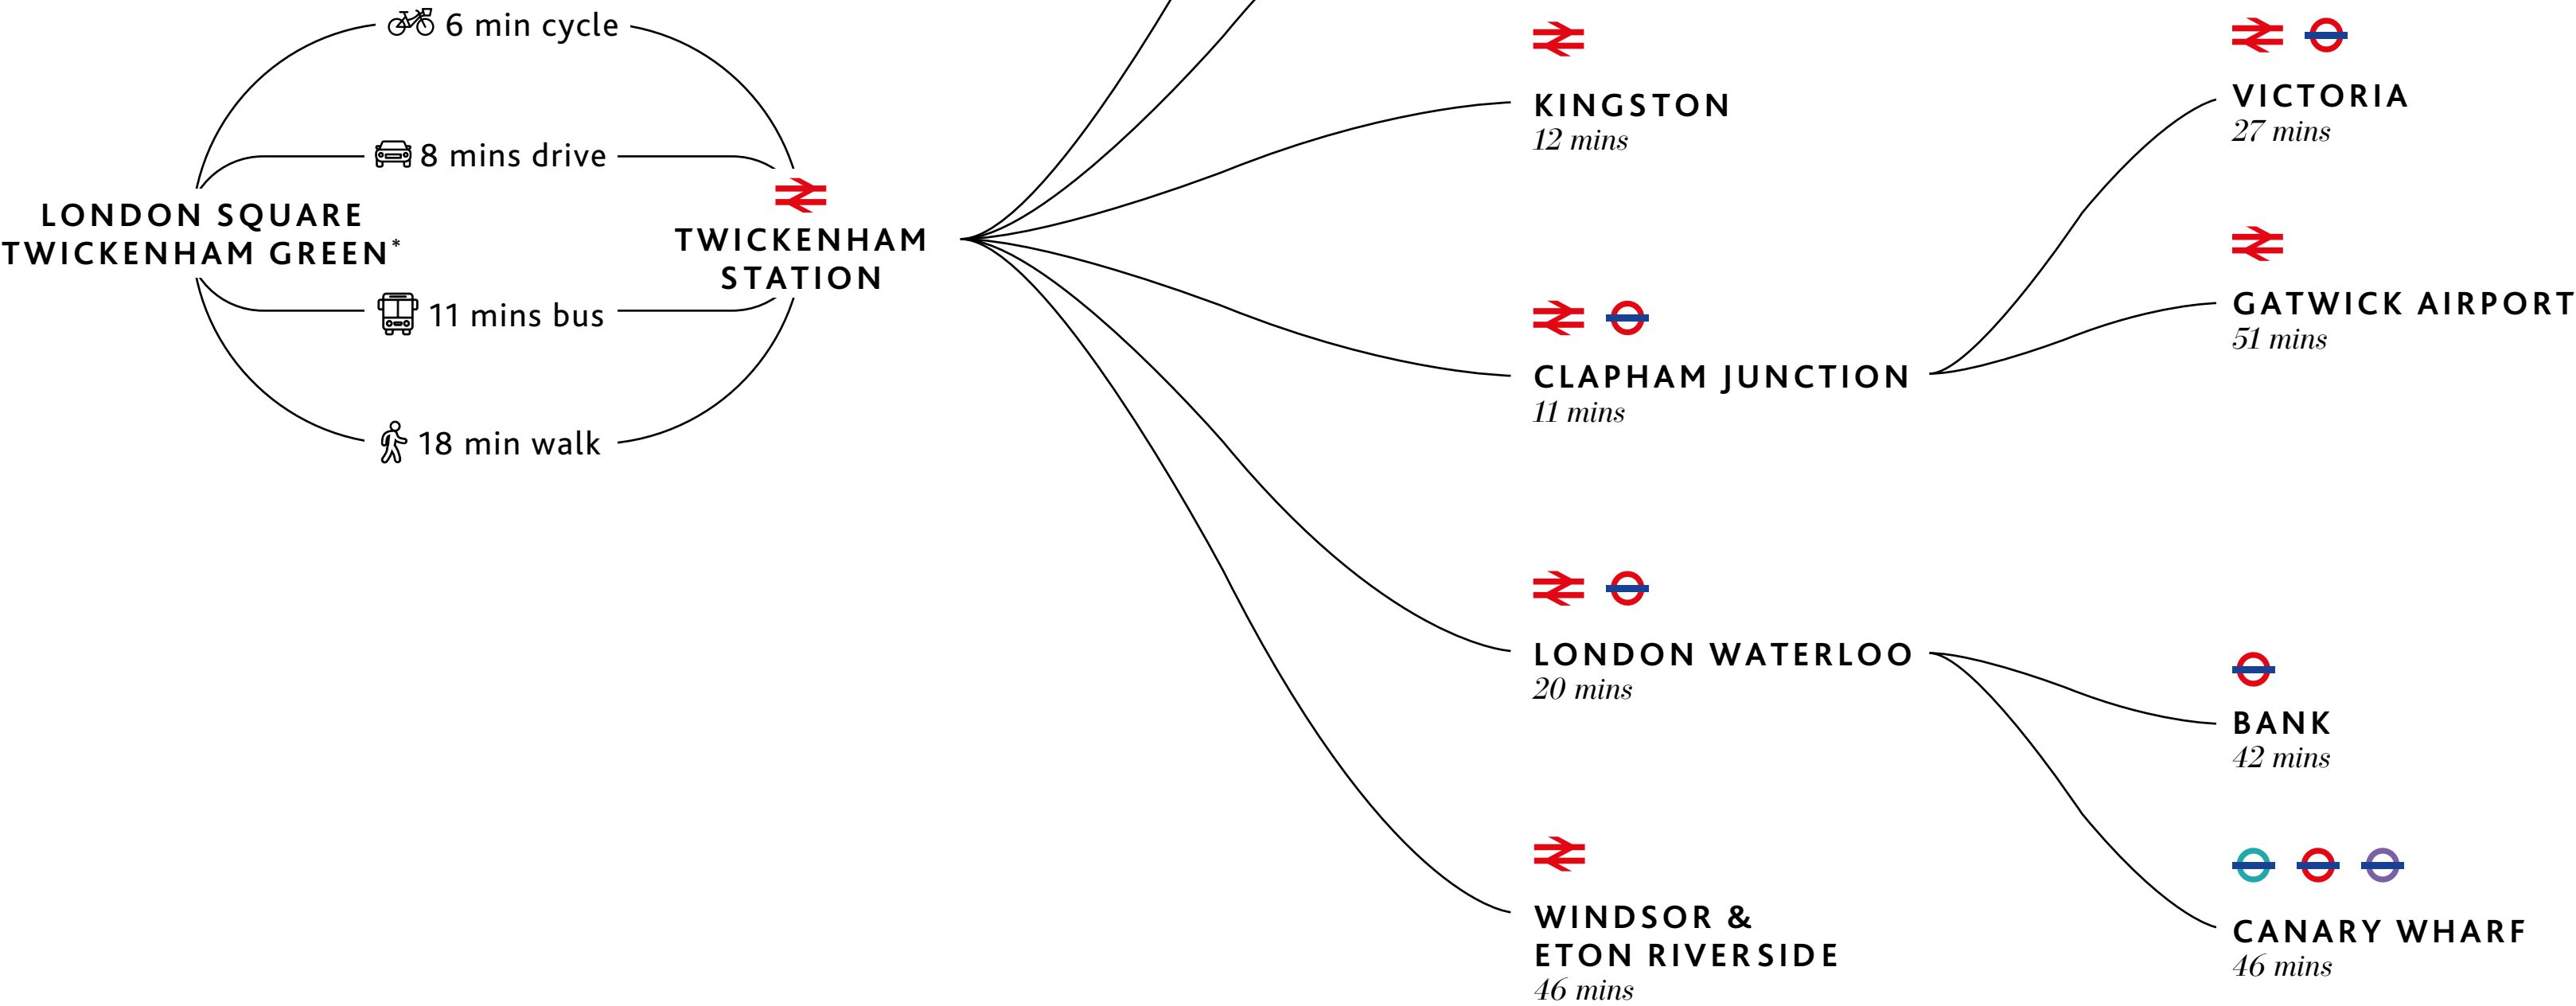 6 min cycle
8 mins drive
LONDON SQUARE
TWICKENHAM GREEN*
11 mins bus
18 min walk
TWICKENHAM
STATION
KINGSTON
12 mins
CLAPHAM JUNCTION
11 mins
LONDON WATERLOO
20 mins
WINDSOR &
ETON RIVERSIDE
46 mins
VICTORIA
27 mins
GATWICK AIRPORT
51 mins
BANK
42 mins
CANARY WHARF
46 mins